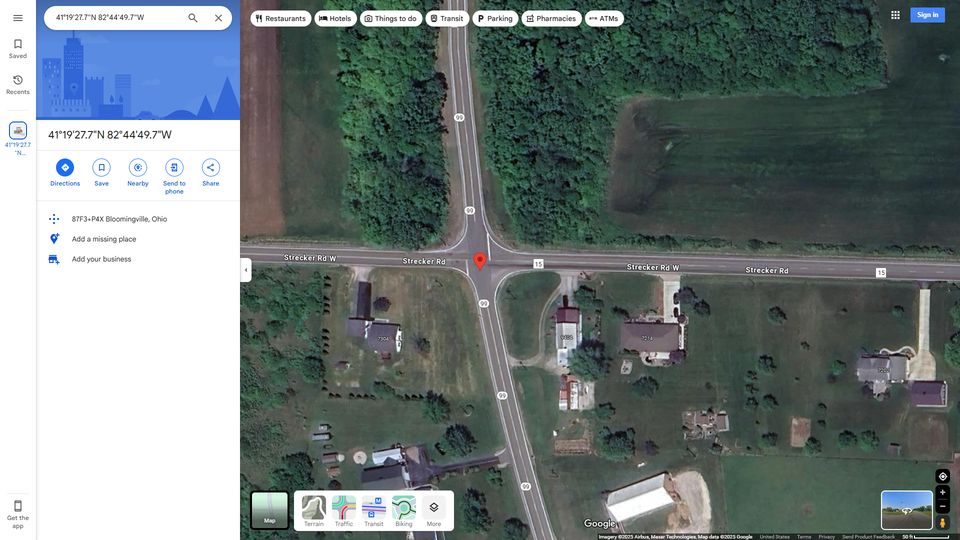 41°19'27.7"N 82°44'49.7"W
Restaurants
Hotels
Things to do
Transit
Parking
Pharmacies
ATMs
Sign in
Saved
Recents
41°19'27.7
"N...
41°19'27.7"N 82°44'49.7"W
Directions
Save
Nearby
Send to
phone
Share
87F3+P4X Bloomingville, Ohio
Add a missing place
Add your business
99
99
Strecker Rd W
Strecker Rd
15
Strecker Rd W
Strecker Rd
15
99
7304
7214
99
99
Get the
app
Map
Terrain
Traffic
Transit
Biking
More
Google
Imagery ©2025 Airbus, Maxar Technologies, Map data ©2025 Google
United States
Terms
Privacy
Send Product Feedback
50 ft